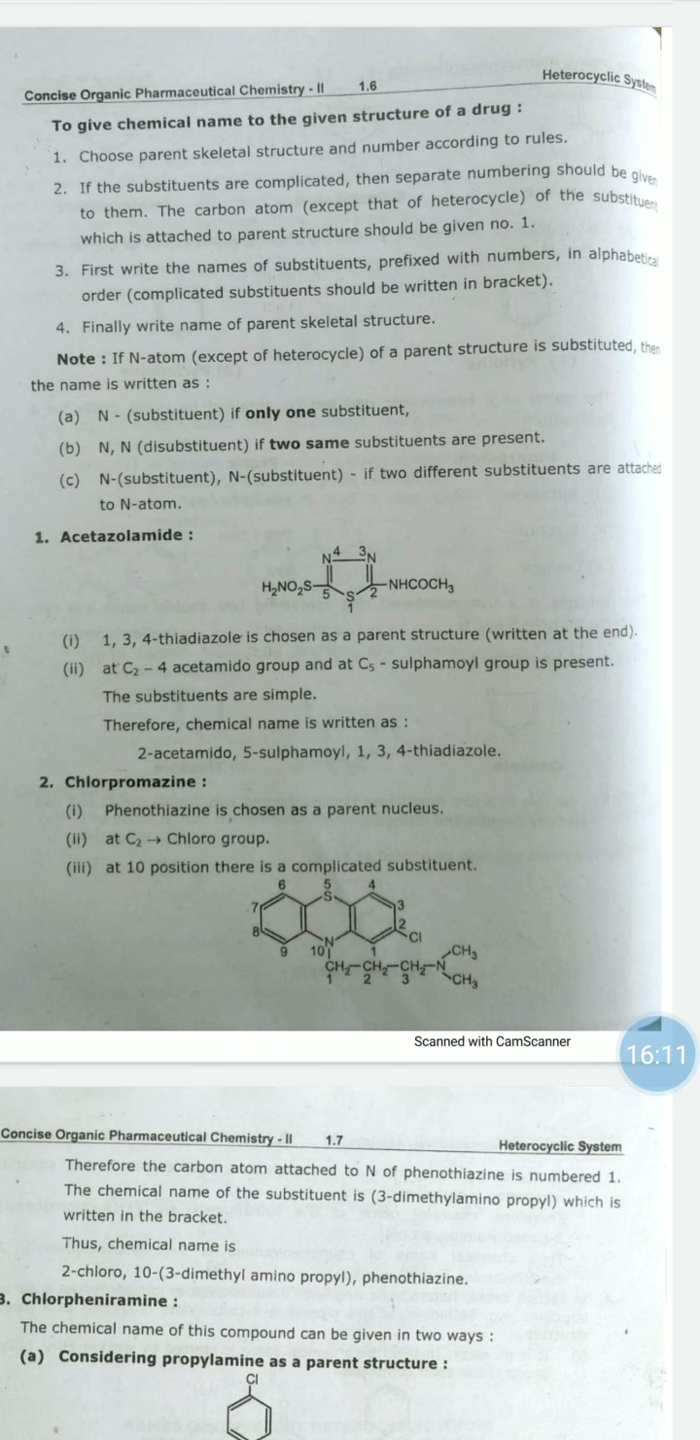 Concise Organic Pharmaceutical Chemistry - II 1.6 Heterocyclic System
To give chemical name to the given structure of a drug :
1. Choose parent skeletal structure and number according to rules.
2. If the substituents are complicated, then separate numbering should be given
to them. The carbon atom (except that of heterocycle) of the substituent
which is attached to parent structure should be given no. 1.
3. First write the names of substituents, prefixed with numbers, in alphabetical
order (complicated substituents should be written in bracket).
4. Finally write name of parent skeletal structure.
Note : If N-atom (except of heterocycle) of a parent structure is substituted, then
the name is written as :
(a) N - (substituent) if only one substituent,
(b) N, N (disubstituent) if two same substituents are present.
(c) N-(substituent), N-(substituent) - if two different substituents are attached
to N-atom.
1. Acetazolamide :
N4 3N
H₂NO₂S 5 S 2 NHCOCH₃
1
(i) 1, 3, 4-thiadiazole is chosen as a parent structure (written at the end).
(ii) at C₂ – 4 acetamido group and at C₅ - sulphamoyl group is present.
The substituents are simple.
Therefore, chemical name is written as :
2-acetamido, 5-sulphamoyl, 1, 3, 4-thiadiazole.
2. Chlorpromazine :
(i) Phenothiazine is chosen as a parent nucleus.
(ii) at C₂ → Chloro group.
(iii) at 10 position there is a complicated substituent.
6 5 4
S
7 3
8 2
Cl
9 10 N 1
CH₃
CH₂—CH₂—CH₂—N
1 2 3 CH₃
Scanned with CamScanner
16:11
Concise Organic Pharmaceutical Chemistry - II 1.7 Heterocyclic System
Therefore the carbon atom attached to N of phenothiazine is numbered 1.
The chemical name of the substituent is (3-dimethylamino propyl) which is
written in the bracket.
Thus, chemical name is
2-chloro, 10-(3-dimethyl amino propyl), phenothiazine.
3. Chlorpheniramine :
The chemical name of this compound can be given in two ways :
(a) Considering propylamine as a parent structure :
Cl